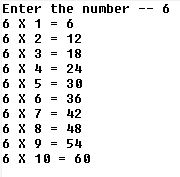 Enter the number -- 6
6 X 1 = 6
6 X 2 = 12
6 X 3 = 18
6 X 4 = 24
6 X 5 = 30
6 X 6 = 36
6 X 7 = 42
6 X 8 = 48
6 X 9 = 54
6 X 10 = 60